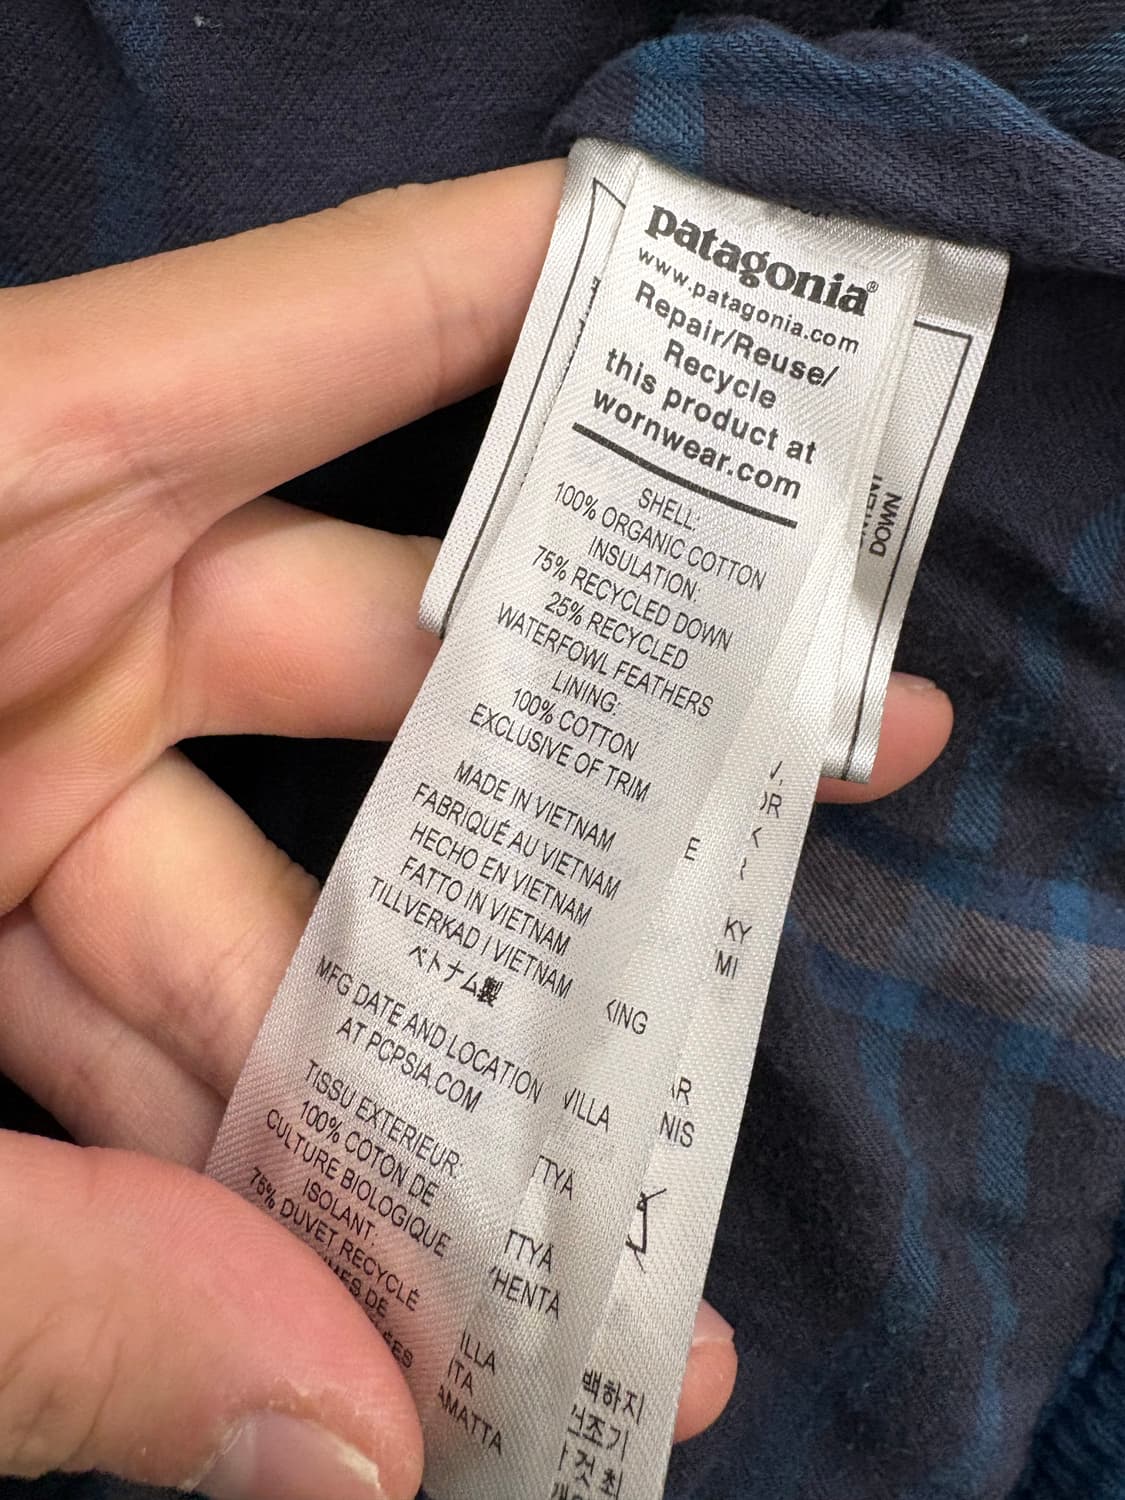 patagonia®
www.patagonia.com
Repair/Reuse/
Recycle
this product at
wornwear.com
SHELL:
100% ORGANIC COTTON
INSULATION:
75% RECYCLED DOWN
25% RECYCLED
WATERFOWL FEATHERS
LINING:
100% COTTON
EXCLUSIVE OF TRIM
MADE IN VIETNAM
FABRIQUÉ AU VIETNAM
HECHO EN VIETNAM
FATTO IN VIETNAM
TILLVERKAD I VIETNAM
ベトナム製
MFG DATE AND LOCATION
AT PCPSIA.COM
TISSU EXTERIEUR:
100% COTON DE
CULTURE BIOLOGIQUE
ISOLANT:
75% DUVET RECYCLÉ
DE
DOWN